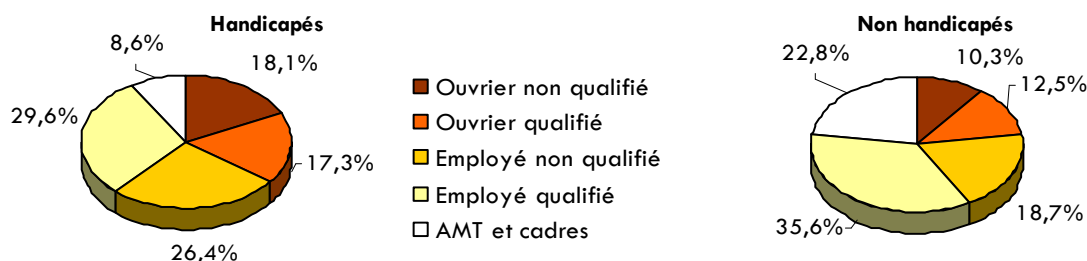 Handicapés
8,6%
18,1%
29,6%
17,3%
26,4%
Ouvrier non qualifié
Ouvrier qualifié
Employé non qualifié
Employé qualifié
AMT et cadres
Non handicapés
22,8%
10,3%
12,5%
35,6%
18,7%